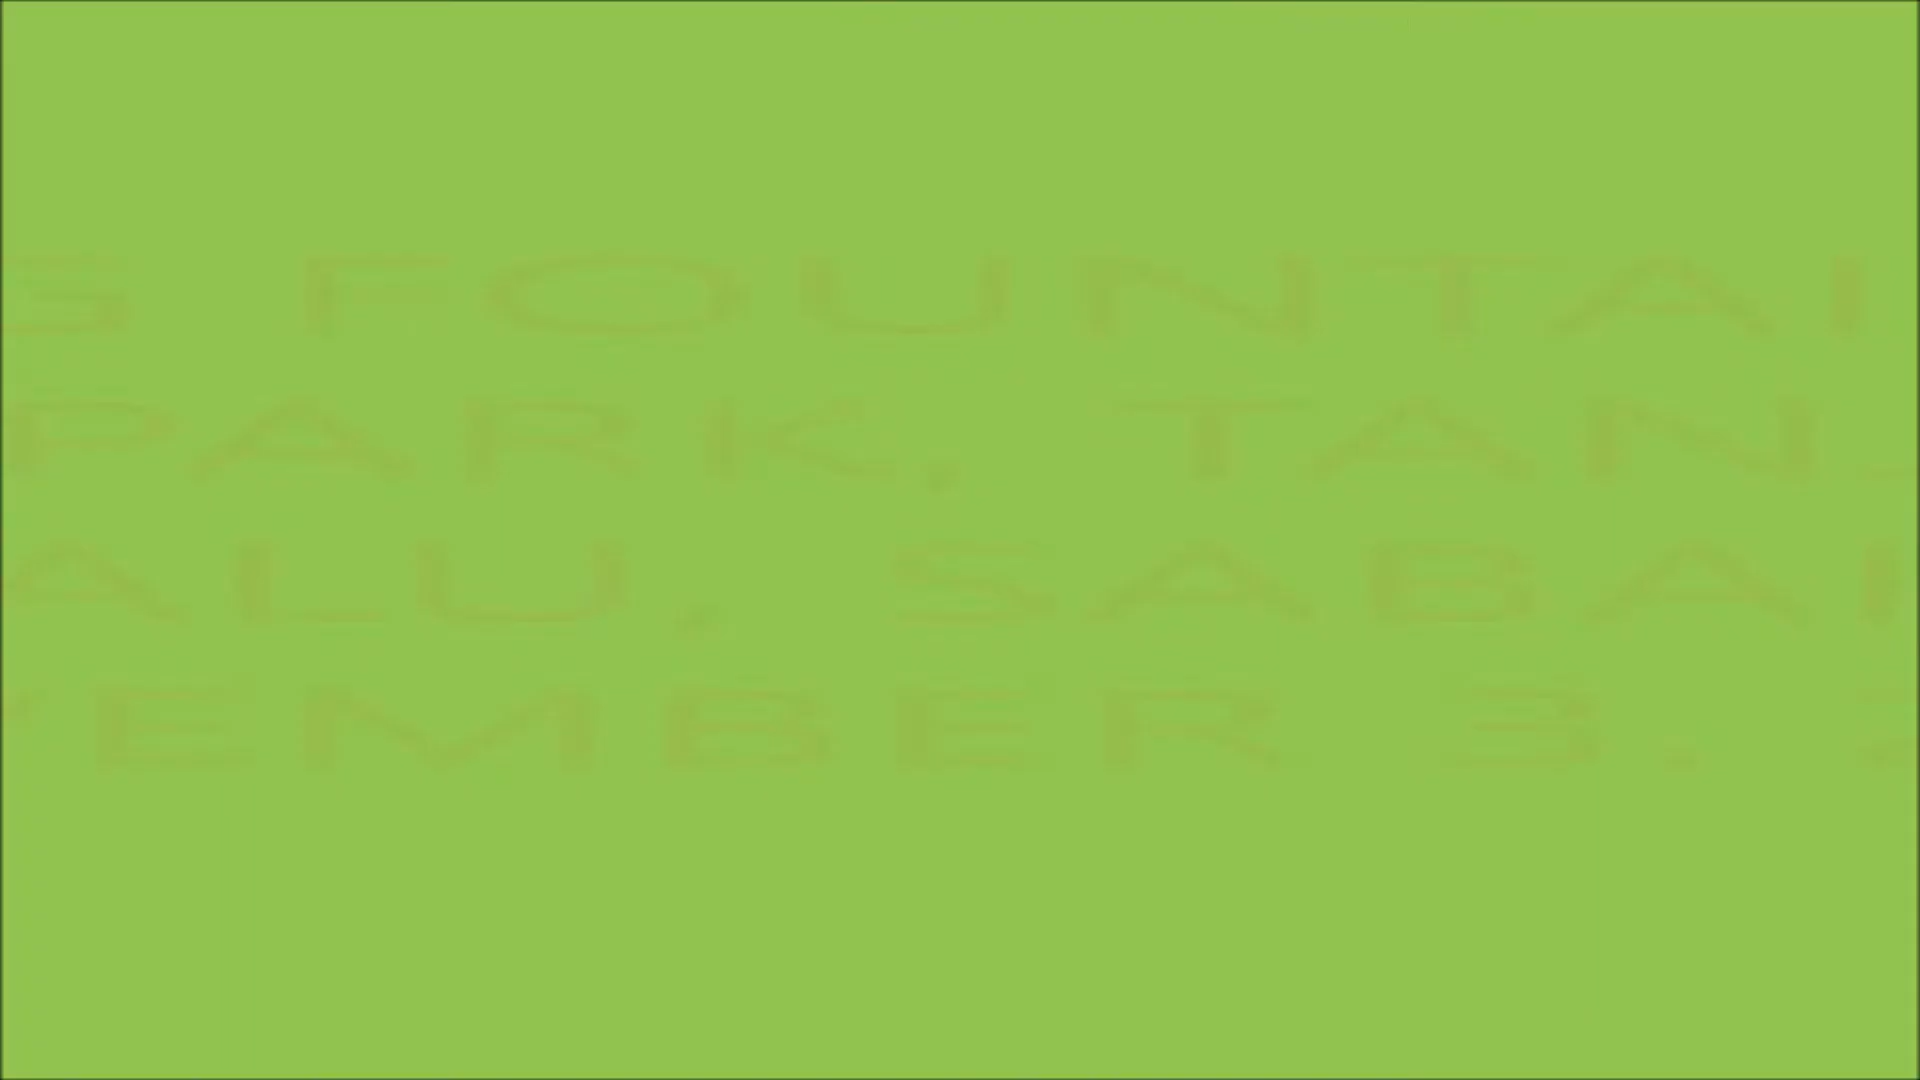 G FOUNTAI
PARK, TAN
ALU, SABA
EMBER 3,